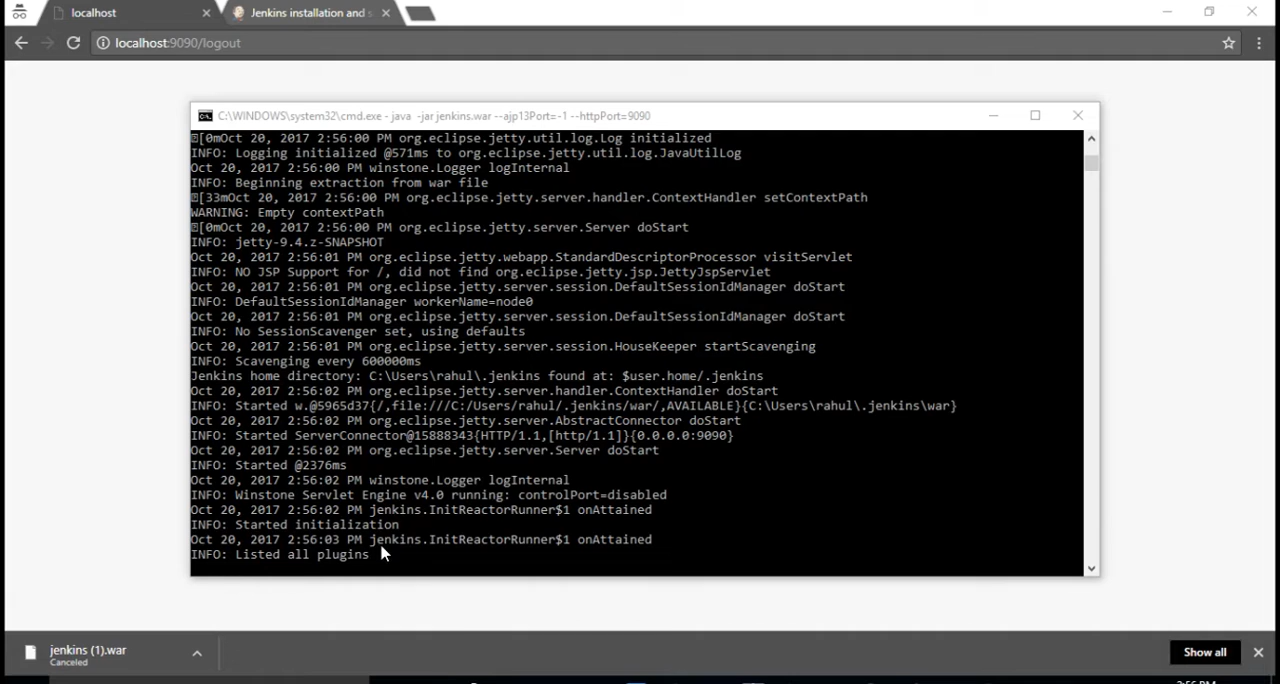 localhost
Jenkins installation and s
localhost:9090/logout
C:\WINDOWS\system32\cmd.exe - java -jar jenkins.war --ajp13Port=-1 --httpPort=9090
[0mOct 20, 2017 2:56:00 PM org.eclipse.jetty.util.log.Log initialized
INFO: Logging initialized @571ms to org.eclipse.jetty.util.log.JavaUtilLog
Oct 20, 2017 2:56:00 PM winstone.Logger logInternal
INFO: Beginning extraction from war file
[33mOct 20, 2017 2:56:00 PM org.eclipse.jetty.server.handler.ContextHandler setContextPath
WARNING: Empty contextPath
[0mOct 20, 2017 2:56:00 PM org.eclipse.jetty.server.Server doStart
INFO: jetty-9.4.z-SNAPSHOT
Oct 20, 2017 2:56:01 PM org.eclipse.jetty.webapp.StandardDescriptorProcessor visitServlet
INFO: NO JSP Support for /, did not find org.eclipse.jetty.jsp.JettyJspServlet
Oct 20, 2017 2:56:01 PM org.eclipse.jetty.server.session.DefaultSessionIdManager doStart
INFO: DefaultSessionIdManager workerName=node0
Oct 20, 2017 2:56:01 PM org.eclipse.jetty.server.session.DefaultSessionIdManager doStart
INFO: No SessionScavenger set, using defaults
Oct 20, 2017 2:56:01 PM org.eclipse.jetty.server.session.HouseKeeper startScavenging
INFO: Scavenging every 600000ms
Jenkins home directory: C:\Users\rahul\.jenkins found at: $user.home/.jenkins
Oct 20, 2017 2:56:02 PM org.eclipse.jetty.server.handler.ContextHandler doStart
INFO: Started w.@5965d37{/,file:///C:/Users/rahul/.jenkins/war/,AVAILABLE}{C:\Users\rahul\.jenkins\war}
Oct 20, 2017 2:56:02 PM org.eclipse.jetty.server.AbstractConnector doStart
INFO: Started ServerConnector@15888343{HTTP/1.1,[http/1.1]}{0.0.0.0:9090}
Oct 20, 2017 2:56:02 PM org.eclipse.jetty.server.Server doStart
INFO: Started @2376ms
Oct 20, 2017 2:56:02 PM winstone.Logger logInternal
INFO: Winstone Servlet Engine v4.0 running: controlPort=disabled
Oct 20, 2017 2:56:02 PM jenkins.InitReactorRunner$1 onAttained
INFO: Started initialization
Oct 20, 2017 2:56:03 PM jenkins.InitReactorRunner$1 onAttained
INFO: Listed all plugins
jenkins (1).war
Canceled
Show all